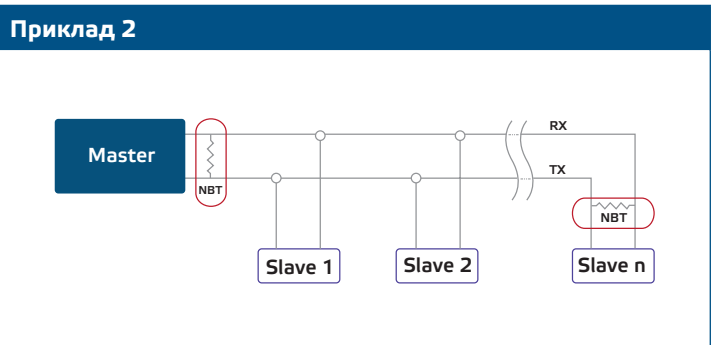 Приклад 2
RX
Master
TX
NBT
NBT
Slave 1
Slave 2
Slave n